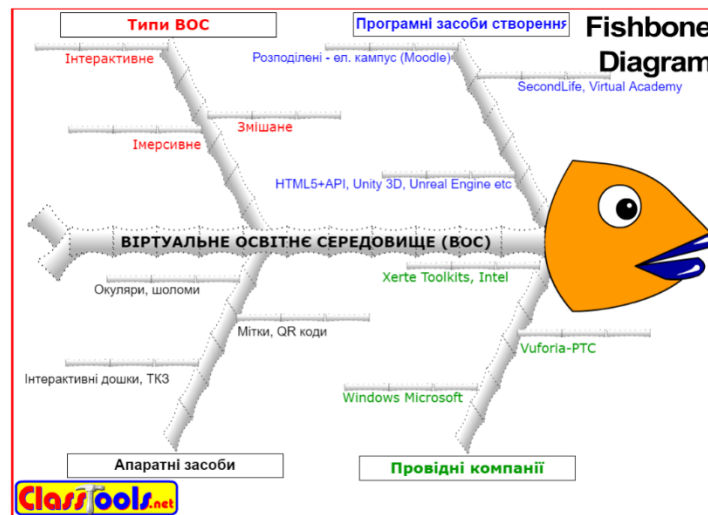 Типи ВОС
Програмні засоби створення
Fishbone
Diagram
Інтерактивне
Розподілені - ел. кампус (Moodle)
SecondLife, Virtual Academy
Змішане
Імерсивне
HTML5+API, Unity 3D, Unreal Engine etc
ВІРТУАЛЬНЕ ОСВІТНЄ СЕРЕДОВИЩЕ (ВОС)
Xerte Toolkits, Intel
Окуляри, шоломи
Мітки, QR коди
Vuforia-PTC
Інтерактивні дошки, ТКЗ
Windows Microsoft
Апаратні засоби
Провідні компанії
ClassTools.net